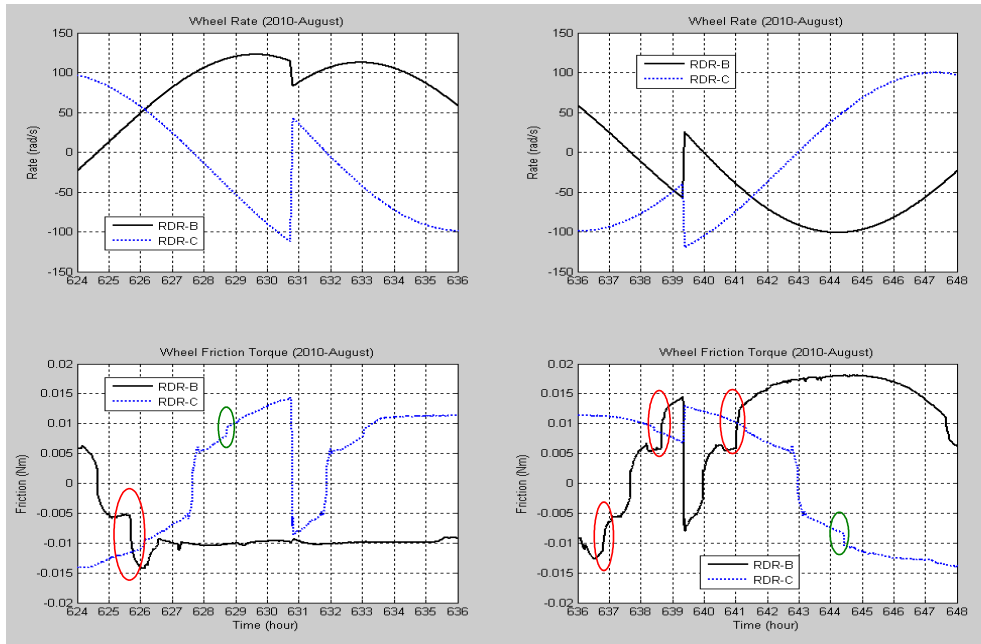 Wheel Rate (2010-August)
150
100
50
0
-50
-100
-150
Rate (rad/s)
RDR-B
RDR-C
624 625 626 627 628 629 630 631 632 633 634 635 636
Wheel Rate (2010-August)
150
100
50
0
-50
-100
-150
Rate (rad/s)
RDR-B
RDR-C
636 637 638 639 640 641 642 643 644 645 646 647 648
Wheel Friction Torque (2010-August)
0.02
0.015
0.01
0.005
0
-0.005
-0.01
-0.015
-0.02
Friction (Nm)
RDR-B
RDR-C
624 625 626 627 628 629 630 631 632 633 634 635 636
Time (hour)
Wheel Friction Torque (2010-August)
0.02
0.015
0.01
0.005
0
-0.005
-0.01
-0.015
-0.02
Friction (Nm)
RDR-B
RDR-C
636 637 638 639 640 641 642 643 644 645 646 647 648
Time (hour)